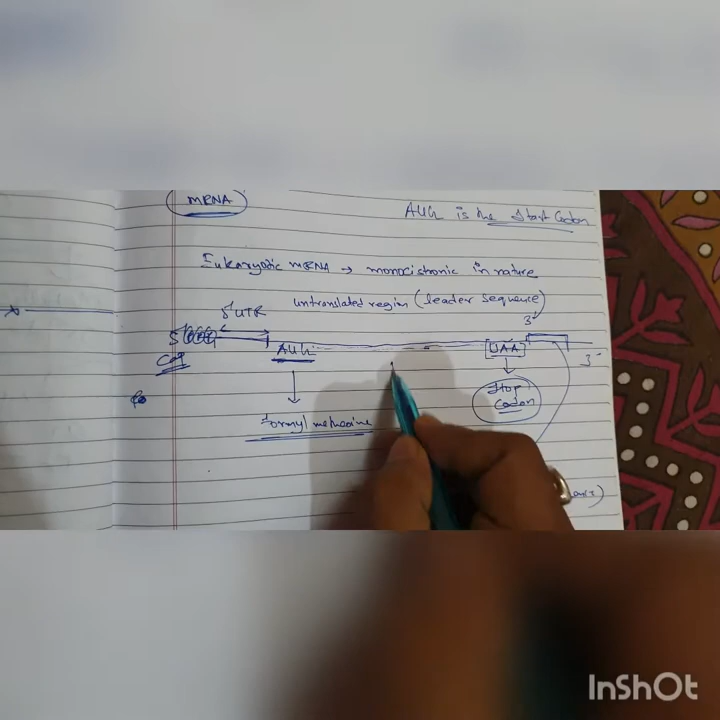 MRNA
AUG is the Start Codon
Eukaryotic mRNA → monocistronic in nature
untranslated region (leader sequence)
5' UTR
3'
5'
AUG
UAA
3'
Cap
Stop
Codon
formyl
InShOt